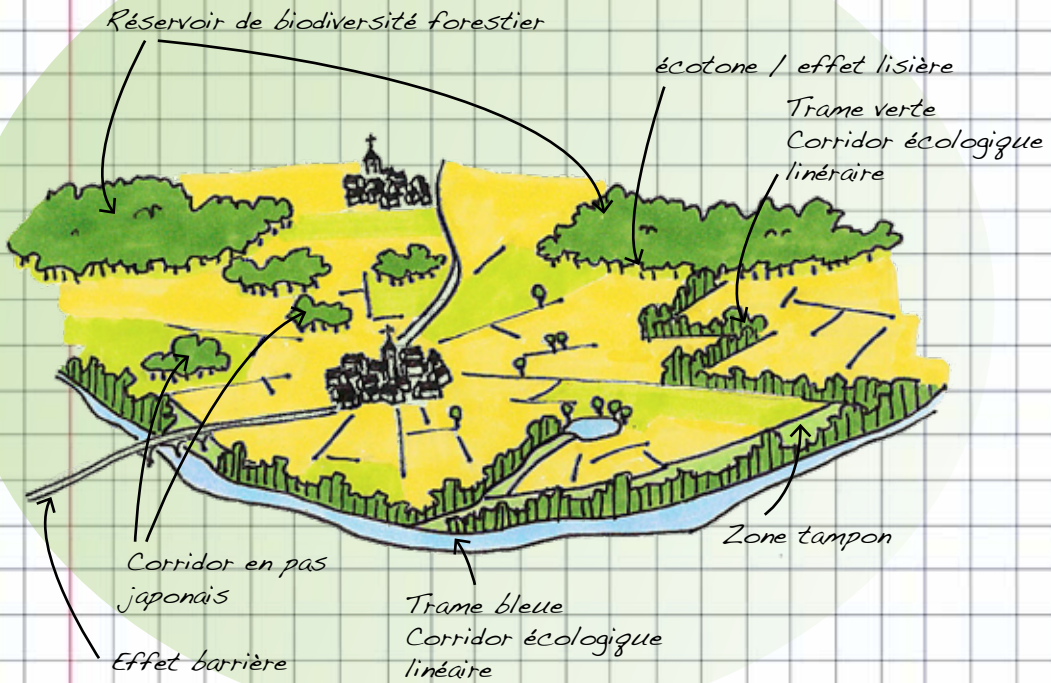 Réservoir de biodiversité forestier
écotone / effet lisière
Trame verte
Corridor écologique
linéraire
Zone tampon
Corridor en pas
japonais
Trame bleue
Corridor écologique
linéaire
Effet barrière